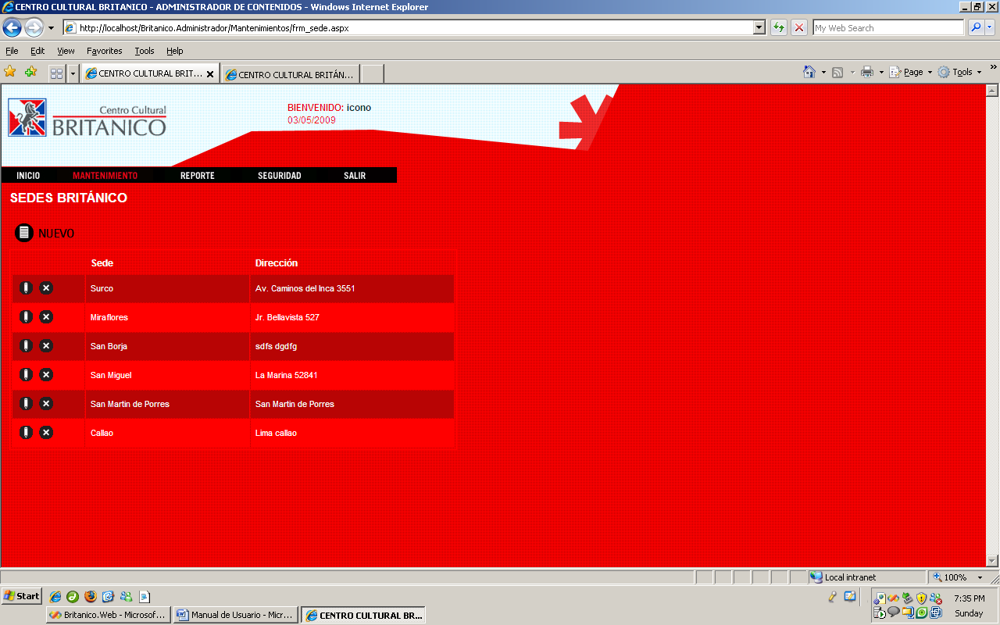 CENTRO CULTURAL BRITANICO - ADMINISTRADOR DE CONTENIDOS - Windows Internet Explorer
http://localhost/Britanico.Administrador/Mantenimientos/frm_sede.aspx
My Web Search
File Edit View Favorites Tools Help
CENTRO CULTURAL BRIT...
CENTRO CULTURAL BRITÁN...
Page Tools
Centro Cultural
BRITANICO
BIENVENIDO: icono
03/05/2009
INICIO MANTENIMIENTO REPORTE SEGURIDAD SALIR
SEDES BRITÁNICO
NUEVO
Sede Dirección
Surco Av. Caminos del Inca 3551
Miraflores Jr. Bellavista 527
San Borja sdfs dgdfg
San Miguel La Marina 52841
San Martin de Porres San Martin de Porres
Callao Lima callao
Local intranet 100%
Start
7:35 PM
Britanico.Web - Microsof...
Manual de Usuario - Micr...
CENTRO CULTURAL BR...
Sunday